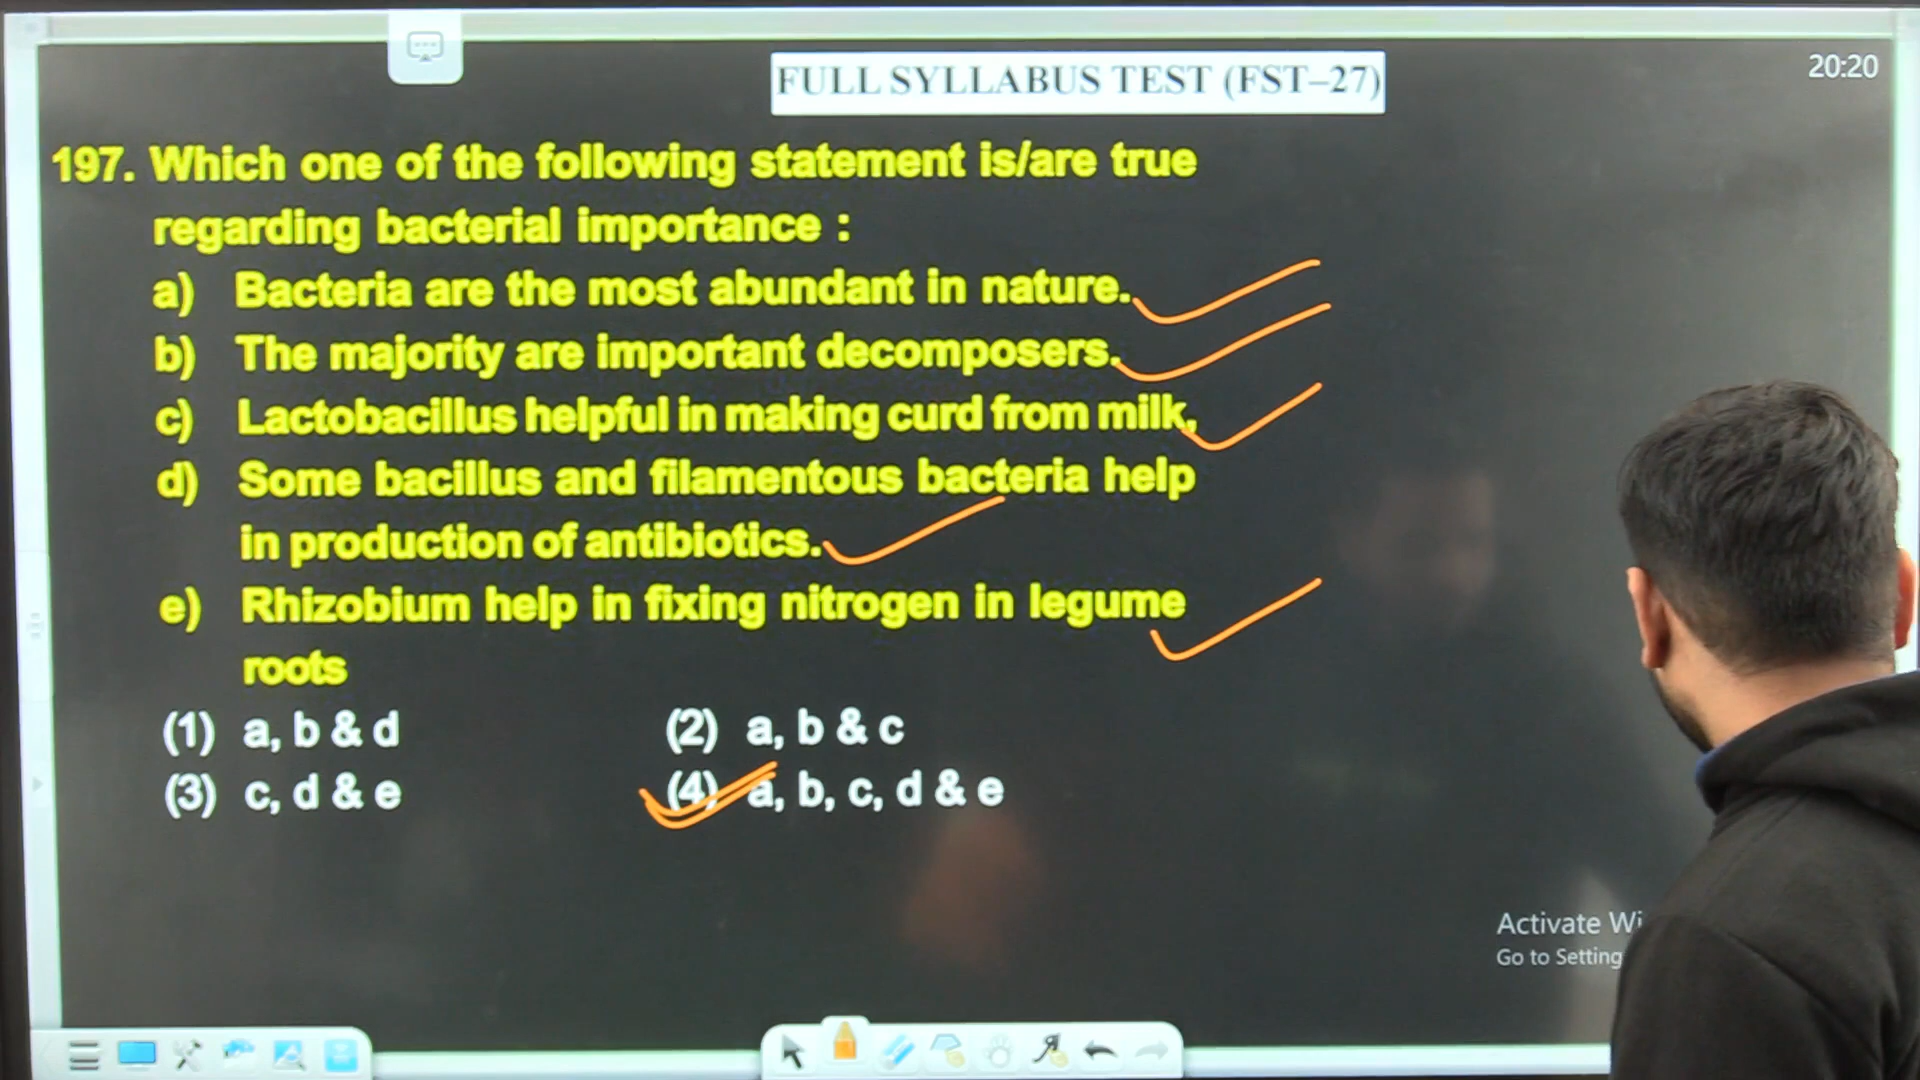 FULL SYLLABUS TEST (FST–27)
20:20
197. Which one of the following statement is/are true
regarding bacterial importance :
a) Bacteria are the most abundant in nature.
b) The majority are important decomposers.
c) Lactobacillus helpful in making curd from milk,
d) Some bacillus and filamentous bacteria help
in production of antibiotics.
e) Rhizobium help in fixing nitrogen in legume
roots
(1) a, b & d (2) a, b & c
(3) c, d & e (4) a, b, c, d & e
Activate Wi
Go to Setting